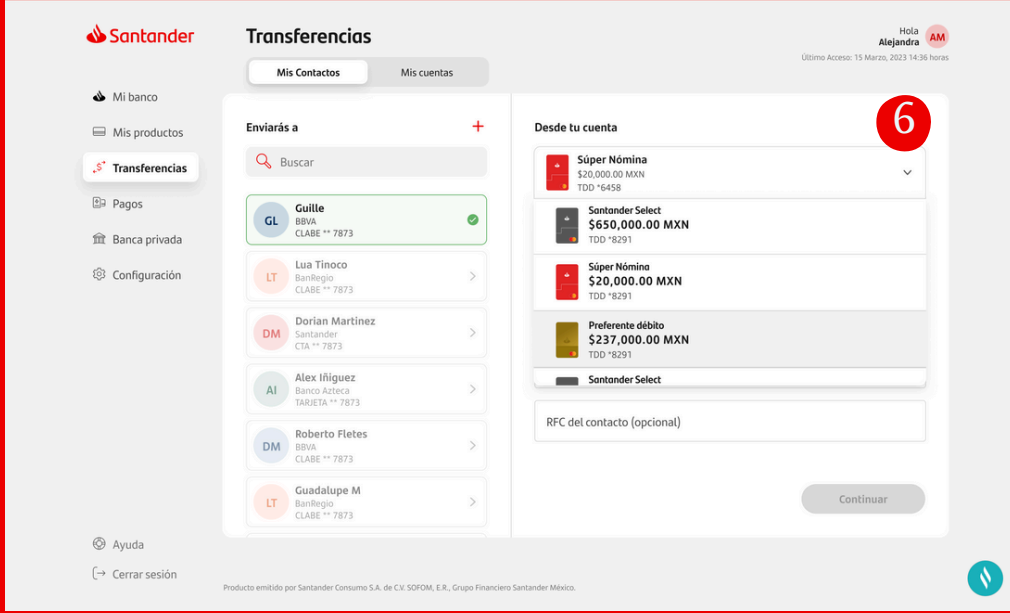 Santander
Transferencias
Hola
Alejandra
AM
Último Acceso: 15 Marzo, 2023 14:36 horas
Mis Contactos
Mis cuentas
Mi banco
Mis productos
Transferencias
Pagos
Banca privada
Configuración
Ayuda
Cerrar sesión
Enviarás a
+
Buscar
GL
Guille
BBVA
CLABE ** 7873
LT
Lua Tinoco
BanRegio
CLABE ** 7873
DM
Dorian Martínez
Santander
CTA ** 7873
AI
Alex Iñiguez
Banco Azteca
TARJETA ** 7873
DM
Roberto Fletes
BBVA
CLABE ** 7873
LT
Guadalupe M
BanRegio
CLABE ** 7873
Desde tu cuenta
6
Súper Nómina
$20,000.00 MXN
TDD *6458
Santander Select
$650,000.00 MXN
TDD *8291
Súper Nómina
$20,000.00 MXN
TDD *8291
Preferente débito
$237,000.00 MXN
TDD *8291
Santander Select
RFC del contacto (opcional)
Continuar
Producto emitido por Santander Consumo S.A. de C.V. SOFOM, E.R., Grupo Financiero Santander México.